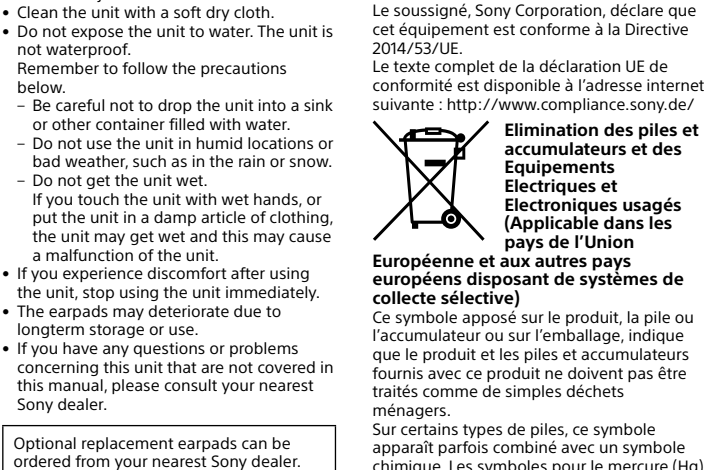 • Clean the unit with a soft dry cloth.
• Do not expose the unit to water. The unit is
not waterproof.
Remember to follow the precautions
below.
– Be careful not to drop the unit into a sink
or other container filled with water.
– Do not use the unit in humid locations or
bad weather, such as in the rain or snow.
– Do not get the unit wet.
If you touch the unit with wet hands, or
put the unit in a damp article of clothing,
the unit may get wet and this may cause
a malfunction of the unit.
• If you experience discomfort after using
the unit, stop using the unit immediately.
• The earpads may deteriorate due to
longterm storage or use.
• If you have any questions or problems
concerning this unit that are not covered in
this manual, please consult your nearest
Sony dealer.
Optional replacement earpads can be
ordered from your nearest Sony dealer.
Le soussigné, Sony Corporation, déclare que
cet équipement est conforme à la Directive
2014/53/UE.
Le texte complet de la déclaration UE de
conformité est disponible à l'adresse internet
suivante : http://www.compliance.sony.de/
Elimination des piles et
accumulateurs et des
Equipements
Electriques et
Electroniques usagés
(Applicable dans les
pays de l'Union
Européenne et aux autres pays
européens disposant de systèmes de
collecte sélective)
Ce symbole apposé sur le produit, la pile ou
l'accumulateur ou sur l'emballage, indique
que le produit et les piles et accumulateurs
fournis avec ce produit ne doivent pas être
traités comme de simples déchets
ménagers.
Sur certains types de piles, ce symbole
apparaît parfois combiné avec un symbole
chimique. Les symboles pour le mercure (Hg)